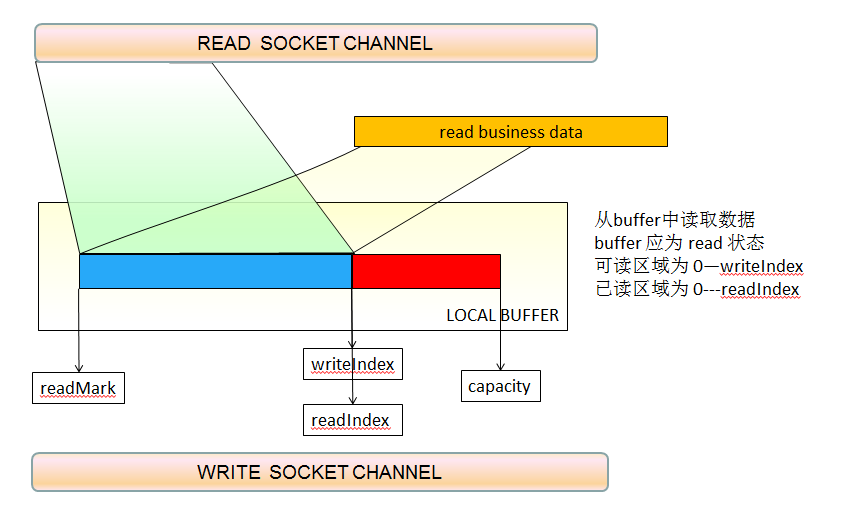 READ SOCKET CHANNEL
read business data
从buffer中读取数据
buffer 应为 read 状态
可读区域为 0—writeIndex
已读区域为 0---readIndex
LOCAL BUFFER
writeIndex
readMark
capacity
readIndex
WRITE SOCKET CHANNEL